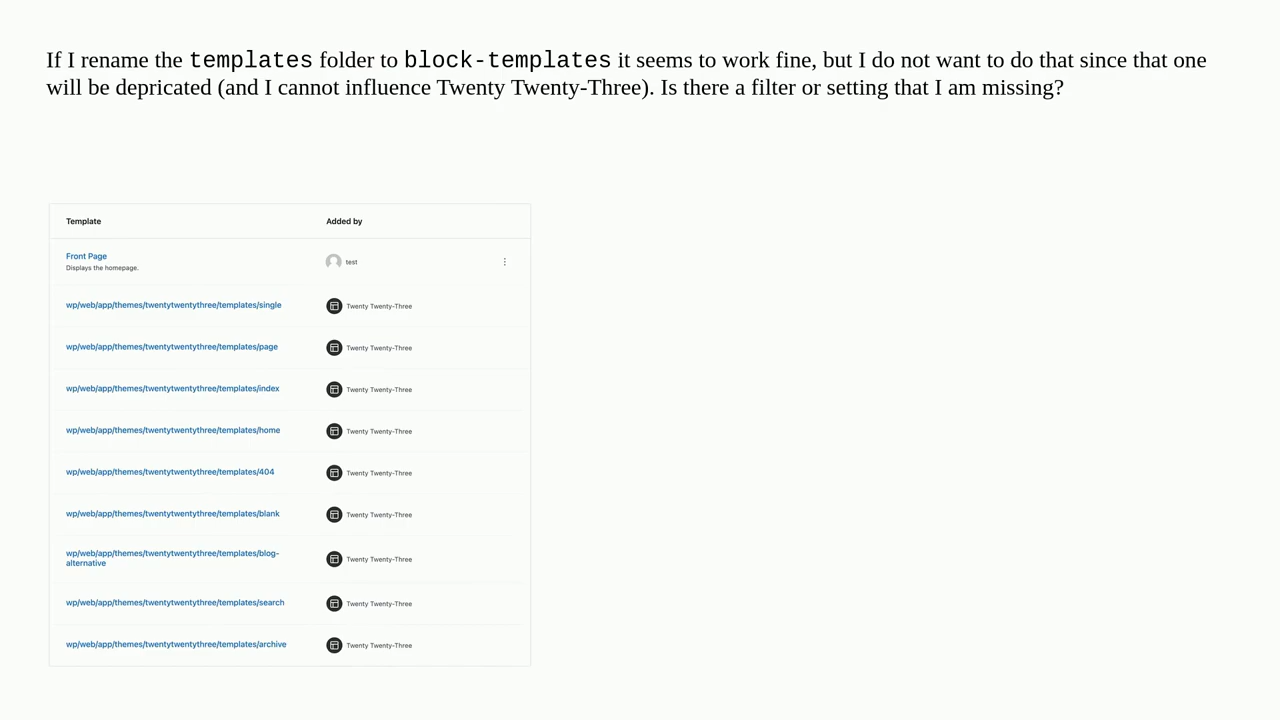 If I rename the templates folder to block-templates it seems to work fine, but I do not want to do that since that one
will be depricated (and I cannot influence Twenty Twenty-Three). Is there a filter or setting that I am missing?
Template Added by
Front Page
Displays the homepage.
test
wp/web/app/themes/twentytwentythree/templates/single Twenty Twenty-Three
wp/web/app/themes/twentytwentythree/templates/page Twenty Twenty-Three
wp/web/app/themes/twentytwentythree/templates/index Twenty Twenty-Three
wp/web/app/themes/twentytwentythree/templates/home Twenty Twenty-Three
wp/web/app/themes/twentytwentythree/templates/404 Twenty Twenty-Three
wp/web/app/themes/twentytwentythree/templates/blank Twenty Twenty-Three
wp/web/app/themes/twentytwentythree/templates/blog-
alternative
Twenty Twenty-Three
wp/web/app/themes/twentytwentythree/templates/search Twenty Twenty-Three
wp/web/app/themes/twentytwentythree/templates/archive Twenty Twenty-Three